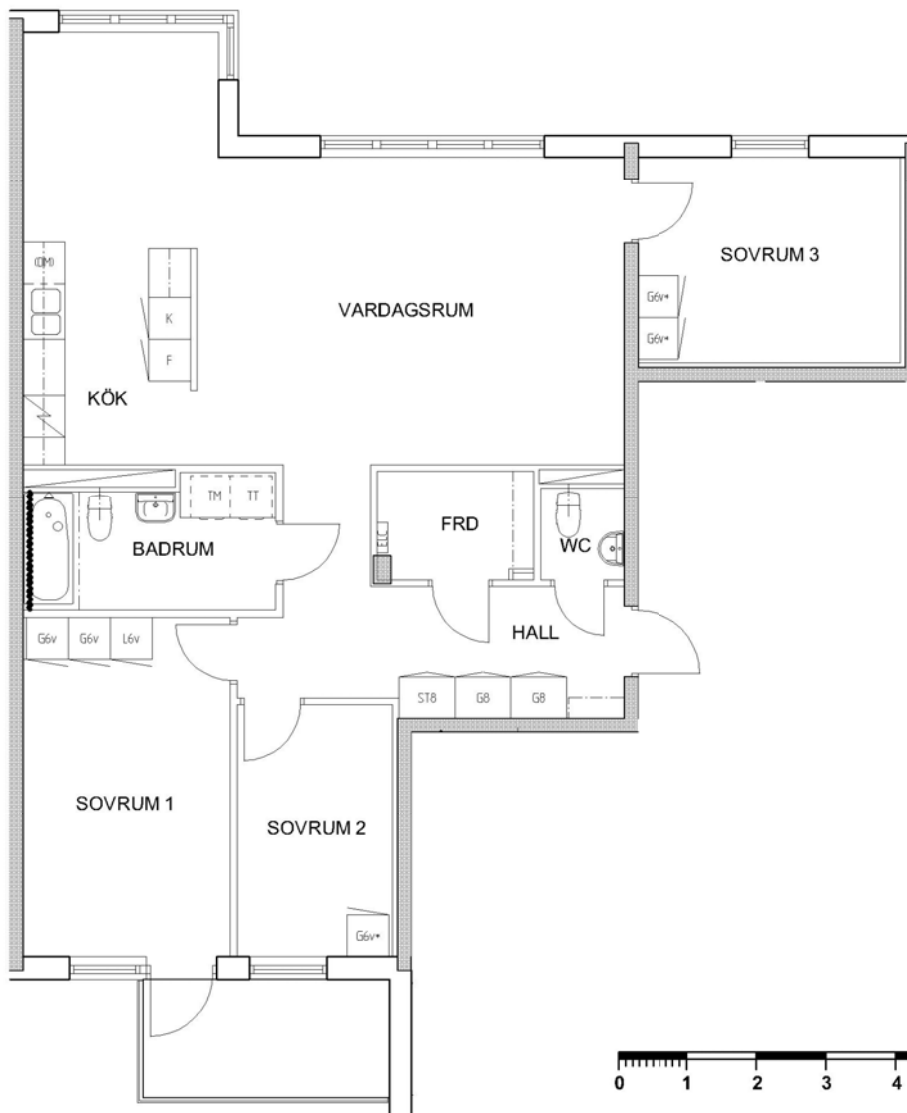 SOVRUM 3
(DM)
VARDAGSRUM
G6v*
K
G6v*
F
KÖK
TM TT
FRD
BADRUM
WC
HALL
G6v G6v L6v
ST8 G8 G8
SOVRUM 1
SOVRUM 2
G6v*
0 1 2 3 4